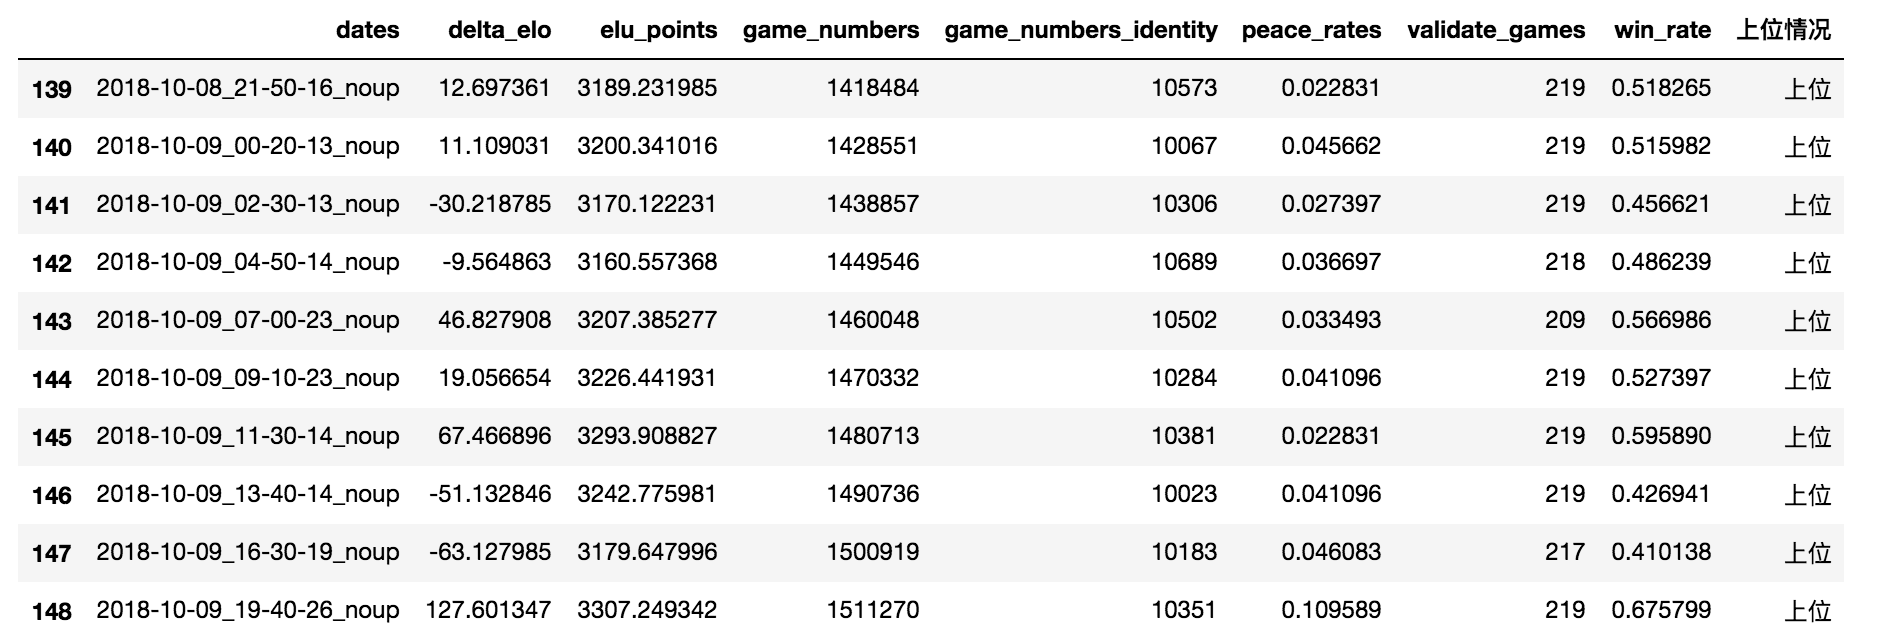 dates delta_elo elu_points game_numbers game_numbers_identity peace_rates validate_games win_rate 上位情况
139 2018-10-08_21-50-16_noup 12.697361 3189.231985 1418484 10573 0.022831 219 0.518265 上位
140 2018-10-09_00-20-13_noup 11.109031 3200.341016 1428551 10067 0.045662 219 0.515982 上位
141 2018-10-09_02-30-13_noup -30.218785 3170.122231 1438857 10306 0.027397 219 0.456621 上位
142 2018-10-09_04-50-14_noup -9.564863 3160.557368 1449546 10689 0.036697 218 0.486239 上位
143 2018-10-09_07-00-23_noup 46.827908 3207.385277 1460048 10502 0.033493 209 0.566986 上位
144 2018-10-09_09-10-23_noup 19.056654 3226.441931 1470332 10284 0.041096 219 0.527397 上位
145 2018-10-09_11-30-14_noup 67.466896 3293.908827 1480713 10381 0.022831 219 0.595890 上位
146 2018-10-09_13-40-14_noup -51.132846 3242.775981 1490736 10023 0.041096 219 0.426941 上位
147 2018-10-09_16-30-19_noup -63.127985 3179.647996 1500919 10183 0.046083 217 0.410138 上位
148 2018-10-09_19-40-26_noup 127.601347 3307.249342 1511270 10351 0.109589 219 0.675799 上位